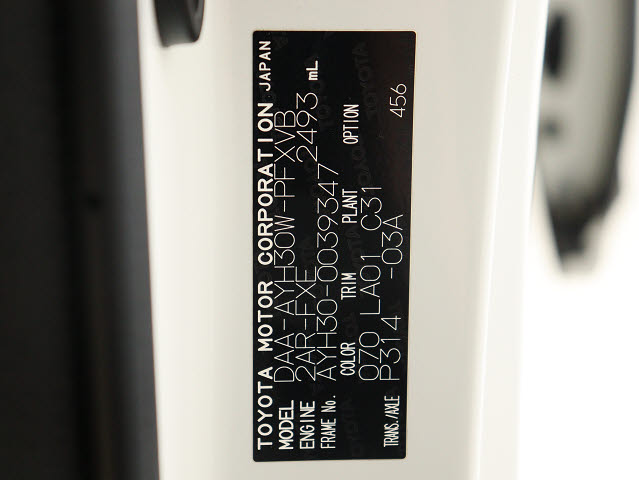 TOYOTA MOTOR CORPORATION JAPAN
MODEL DAA-AYH30W-PFXVB
ENGINE 2AR-FXE 2493 mL
FRAME No. AYH30-0039347
COLOR TRIM PLANT OPTION
070 LA01 C31
TRANS./AXLE P314 -03A 456